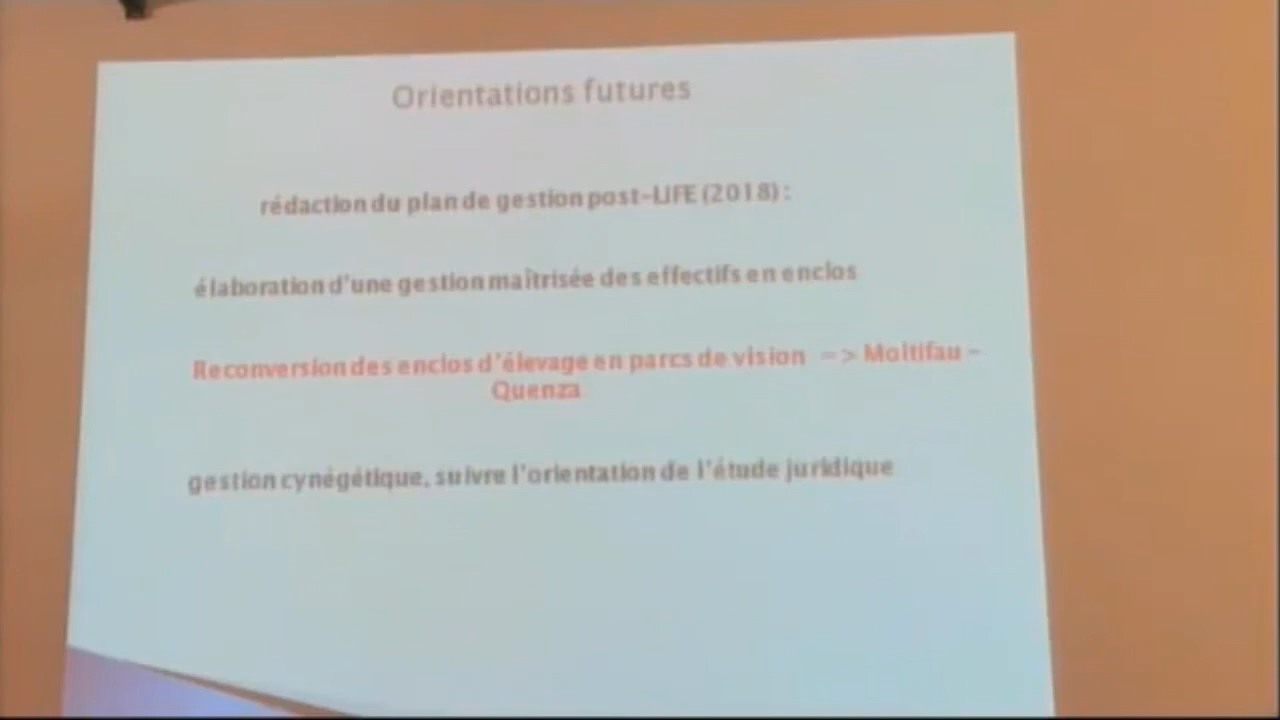 Orientations futures
rédaction du plan de gestion post-LIFE (2018) :
élaboration d'une gestion maîtrisée des effectifs en enclos
Reconversion des enclos d'élevage en parcs de vision => Moltifau -
Quenza
gestion cynégétique, suivre l'orientation de l'étude juridique